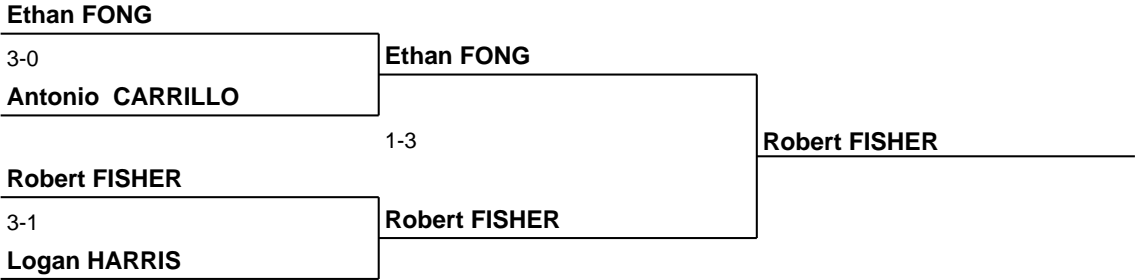 Ethan FONG
3-0
Antonio  CARRILLO
Robert FISHER
3-1
Logan HARRIS
Ethan FONG
1-3
Robert FISHER
Robert FISHER